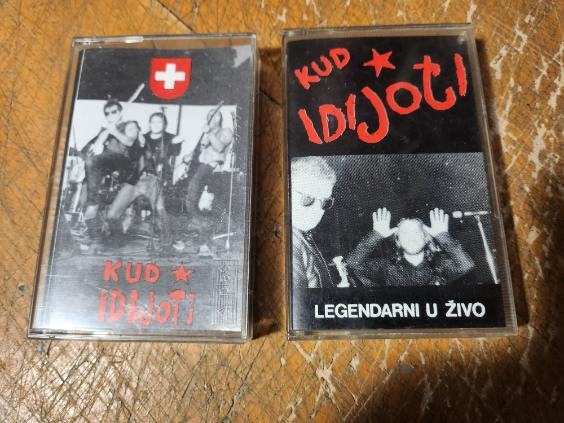 KUD
IDIJOTI
KUD
IDIJOTI
LEGENDARNI U ŽIVO